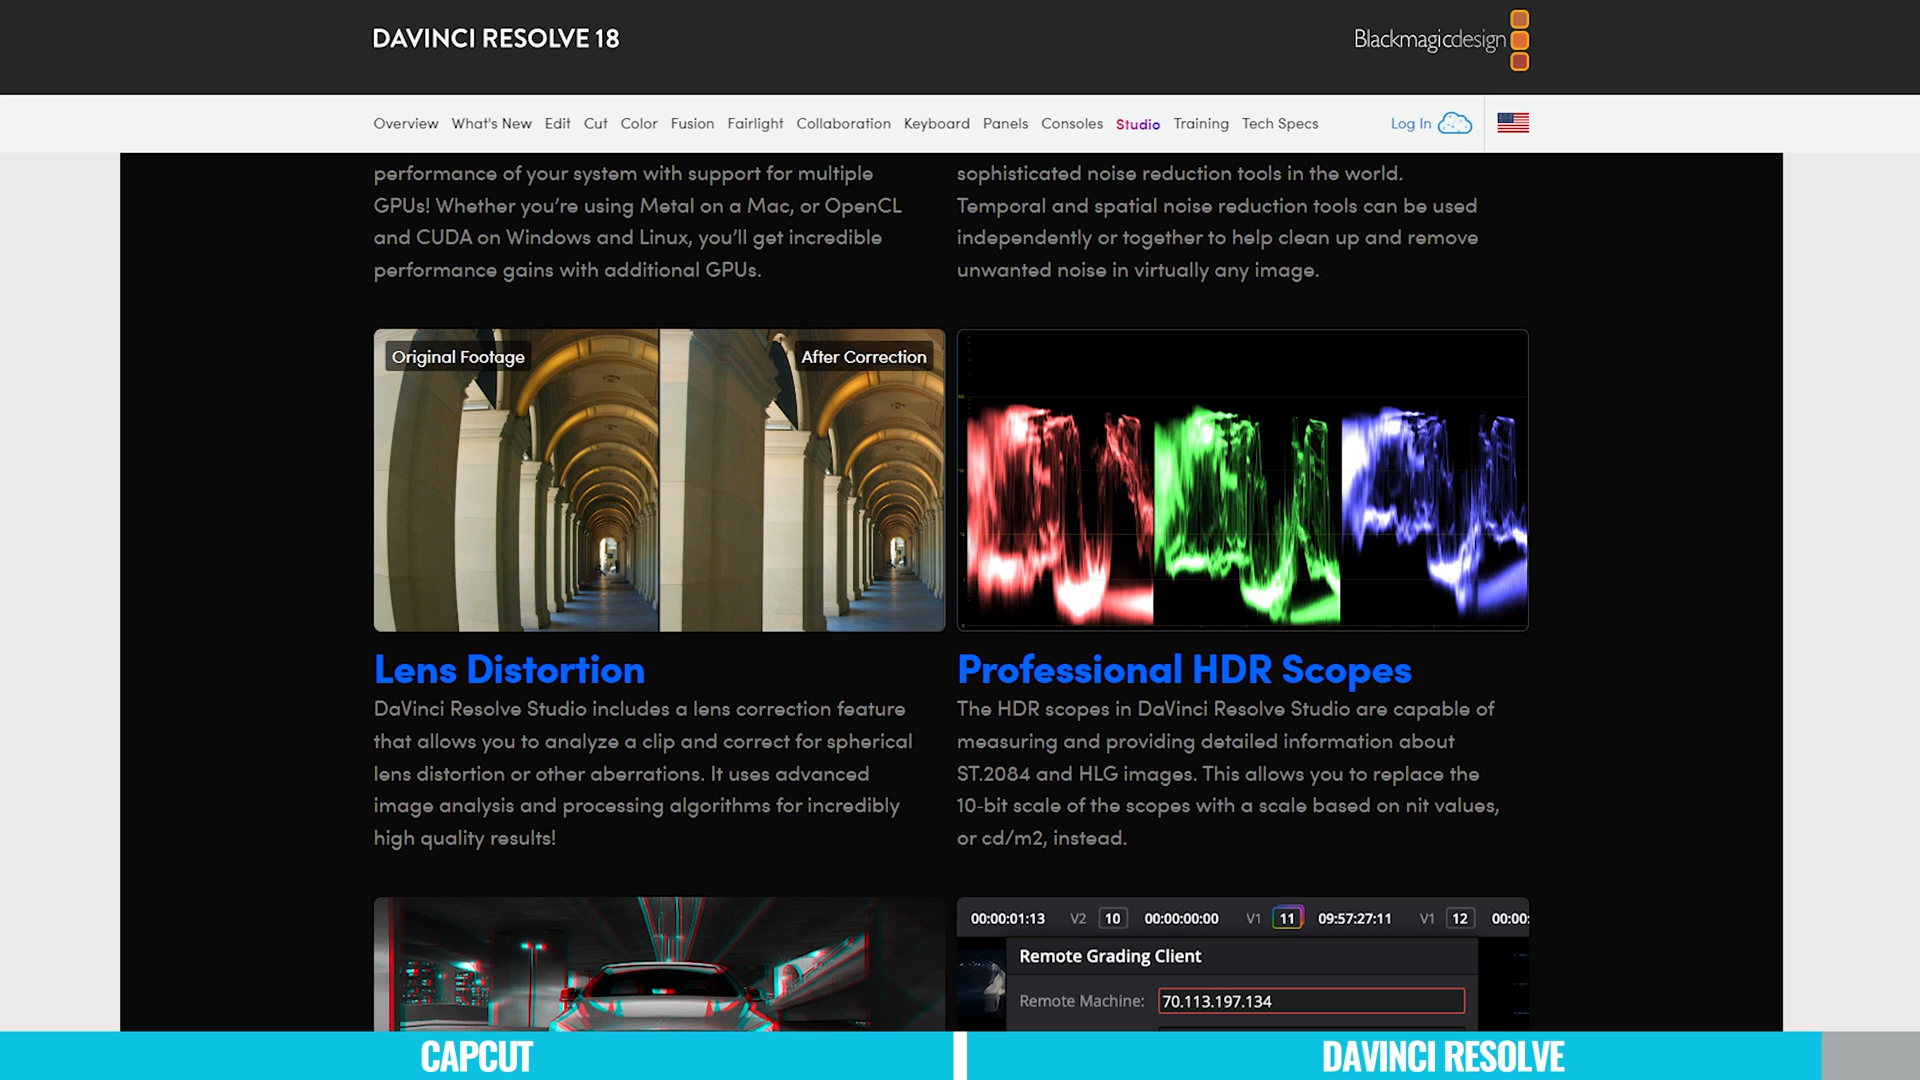 DAVINCI RESOLVE 18
Blackmagicdesign
Overview What's New Edit Cut Color Fusion Fairlight Collaboration Keyboard Panels Consoles Studio Training Tech Specs Log In
performance of your system with support for multiple
GPUs! Whether you’re using Metal on a Mac, or OpenCL
and CUDA on Windows and Linux, you’ll get incredible
performance gains with additional GPUs.
sophisticated noise reduction tools in the world.
Temporal and spatial noise reduction tools can be used
independently or together to help clean up and remove
unwanted noise in virtually any image.
Original Footage
After Correction
Lens Distortion
DaVinci Resolve Studio includes a lens correction feature
that allows you to analyze a clip and correct for spherical
lens distortion or other aberrations. It uses advanced
image analysis and processing algorithms for incredibly
high quality results!
Professional HDR Scopes
The HDR scopes in DaVinci Resolve Studio are capable of
measuring and providing detailed information about
ST.2084 and HLG images. This allows you to replace the
10-bit scale of the scopes with a scale based on nit values,
or cd/m2, instead.
00:00:01:13 V2 10 00:00:00:00 V1 11 09:57:27:11 V1 12 00:00:
Remote Grading Client
Remote Machine: 70.113.197.134
CAPCUT
DAVINCI RESOLVE